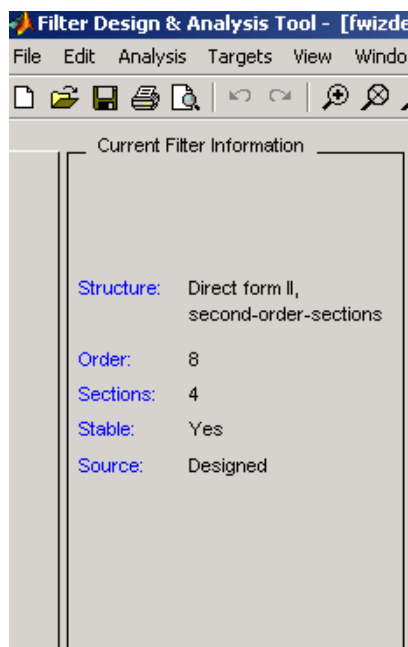 Filter Design & Analysis Tool - [fwizde
File Edit Analysis Targets View Windo
Current Filter Information
Structure: Direct form II,
second-order-sections
Order: 8
Sections: 4
Stable: Yes
Source: Designed